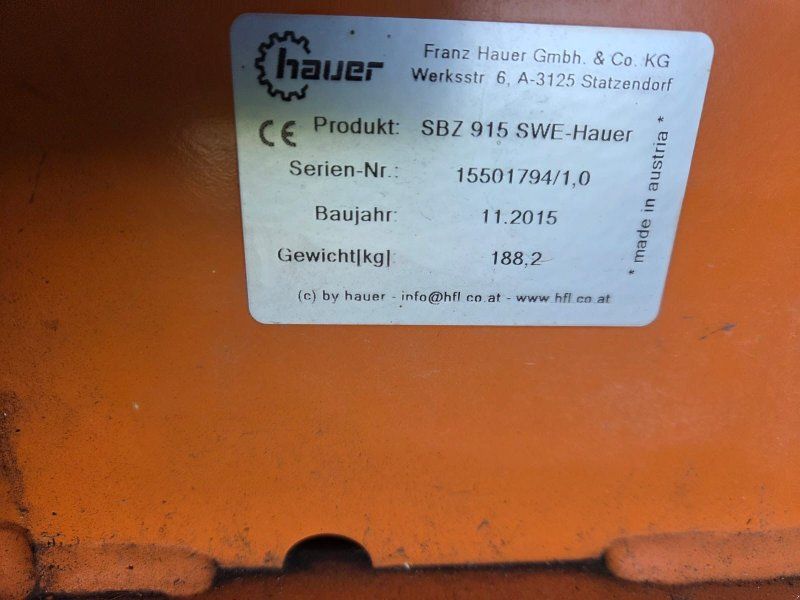 hauer
Franz Hauer Gmbh. & Co. KG
Werksstr 6, A-3125 Statzendorf
CE Produkt: SBZ 915 SWE-Hauer
Serien-Nr.: 15501794/1,0
Baujahr: 11.2015
Gewicht[kg]: 188,2
(c) by hauer - info@hfl co.at - www hfl co at
* made in austria *